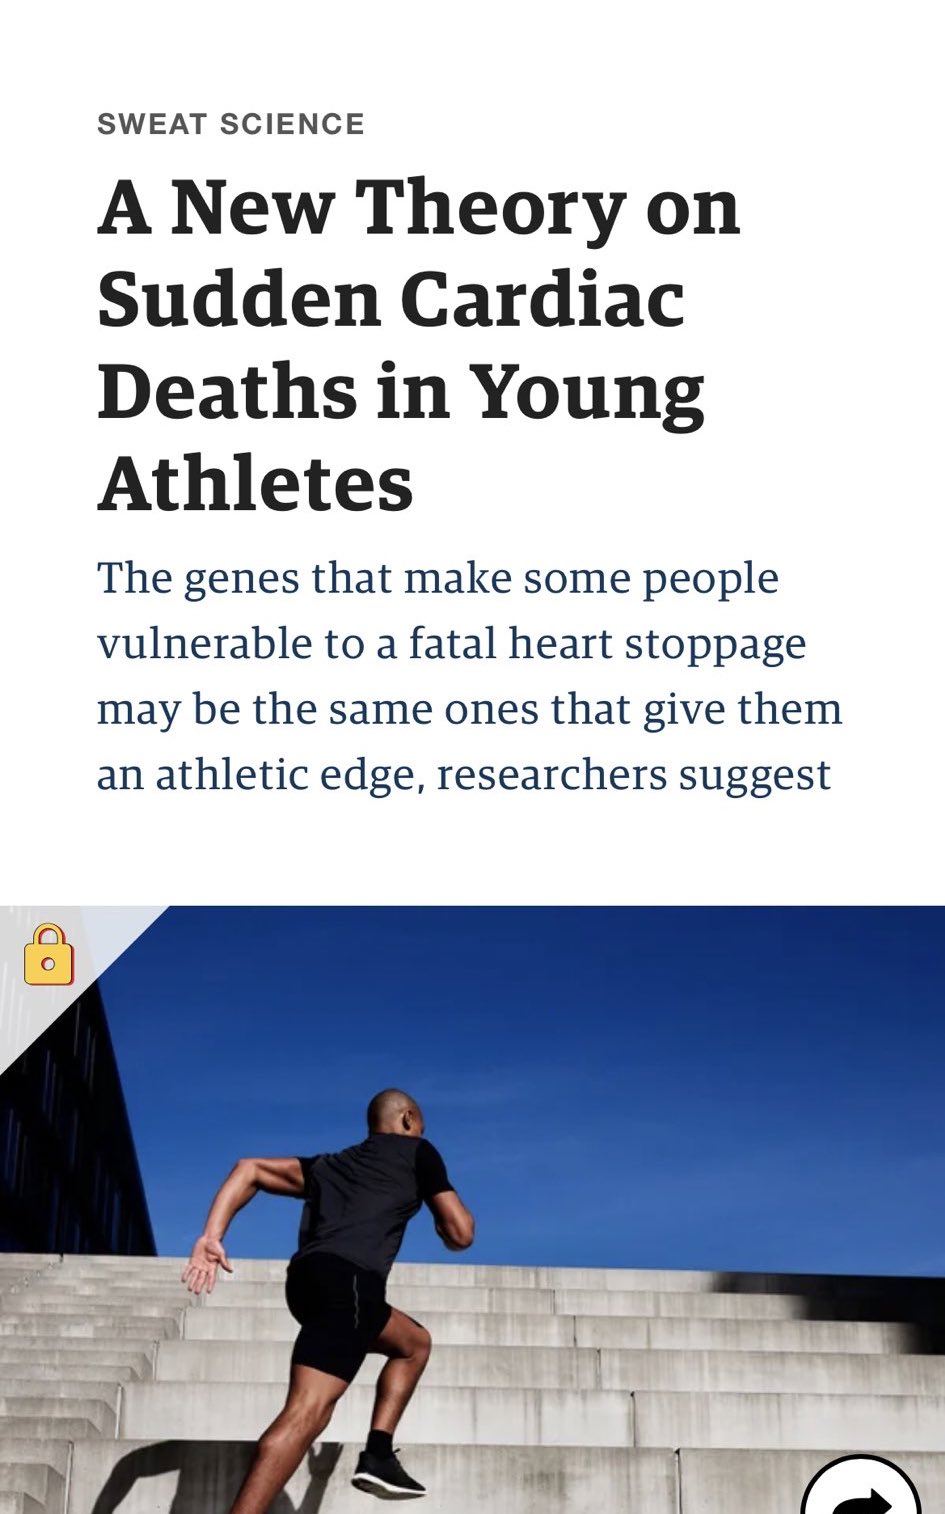 SWEAT SCIENCE
A New Theory on
Sudden Cardiac
Deaths in Young
Athletes
The genes that make some people
vulnerable to a fatal heart stoppage
may be the same ones that give them
an athletic edge, researchers suggest